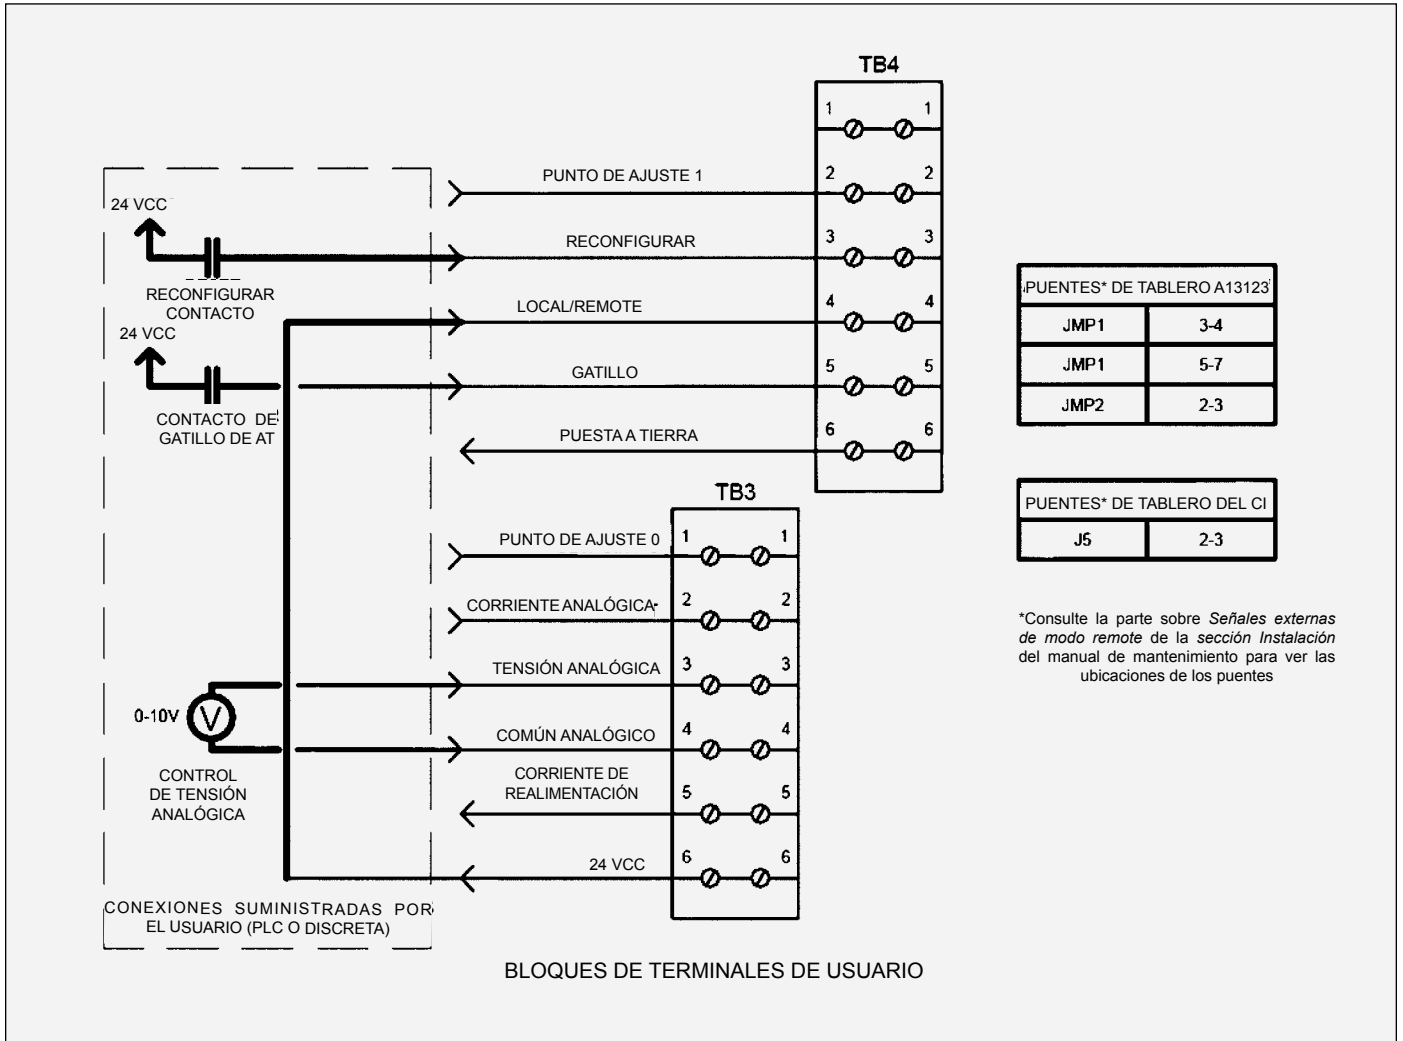 TB4
1 1
PUNTO DE AJUSTE 1
2 2
24 VCC
RECONFIGURAR
3 3
RECONFIGURAR
CONTACTO
LOCAL/REMOTE
4 4
24 VCC
GATILLO
5 5
CONTACTO DE
GATILLO DE AT
PUESTA A TIERRA
6 6
PUENTES* DE TABLERO A13123
JMP1 3-4
JMP1 5-7
JMP2 2-3
PUENTES* DE TABLERO DEL CI
J5 2-3
*Consulte la parte sobre Señales externas
de modo remote de la sección Instalación
del manual de mantenimiento para ver las
ubicaciones de los puentes
TB3
PUNTO DE AJUSTE 0
1 1
CORRIENTE ANALÓGICA
2 2
TENSIÓN ANALÓGICA
3 3
0-10V
V
COMÚN ANALÓGICO
4 4
CONTROL
DE TENSIÓN
ANALÓGICA
CORRIENTE DE
REALIMENTACIÓN
5 5
24 VCC
6 6
CONEXIONES SUMINISTRADAS POR
EL USUARIO (PLC O DISCRETA)
BLOQUES DE TERMINALES DE USUARIO